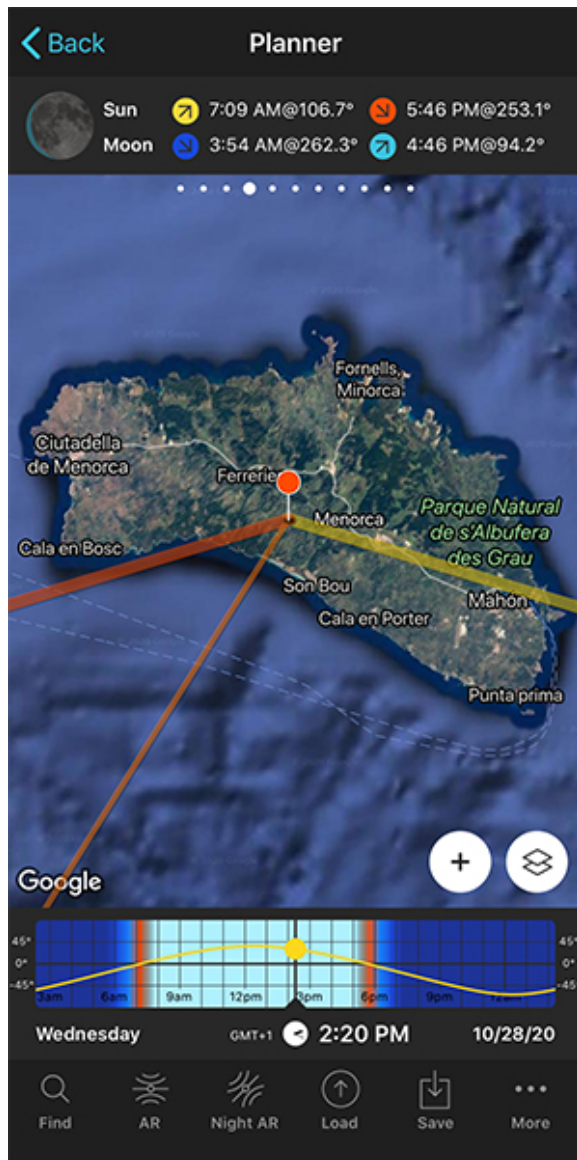 Back
Planner
Sun 7:09 AM@106.7° 5:46 PM@253.1°
Moon 3:54 AM@262.3° 4:46 PM@94.2°
Fornells,
Minorca
Ciutadella
de Menorca
Ferrerie
Parque Natural
de s'Albufera
des Grau
Menorca
Cala en Bosc
Son Bou
Mahón
Cala en Porter
Punta prima
Google
45° 45°
0° 0°
-45° -45°
3am 6am 9am 12pm 3pm 6pm 9pm 12am
Wednesday GMT+1 2:20 PM 10/28/20
Find AR Night AR Load Save More